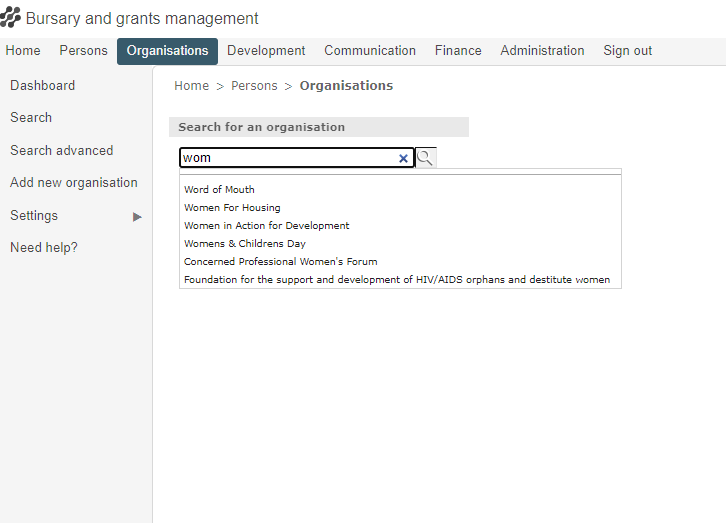 Bursary and grants management
Home Persons Organisations Development Communication Finance Administration Sign out
Dashboard
Search
Search advanced
Add new organisation
Settings ▶
Need help?
Home > Persons > Organisations
Search for an organisation
wom ×
Word of Mouth
Women For Housing
Women in Action for Development
Womens & Childrens Day
Concerned Professional Women's Forum
Foundation for the support and development of HIV/AIDS orphans and destitute women